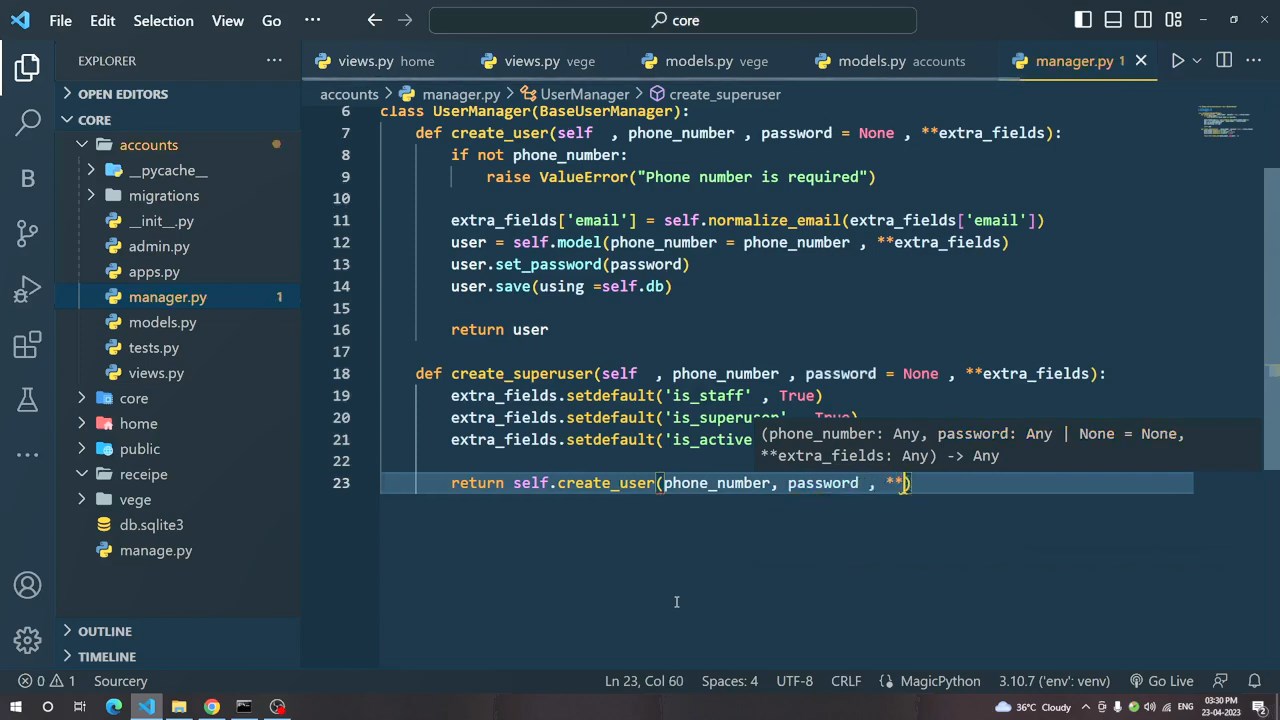 File Edit Selection View Go ··· core
EXPLORER ···
views.py home views.py vege models.py vege models.py accounts manager.py 1
accounts > manager.py > UserManager > create_superuser
OPEN EDITORS
CORE
accounts
__pycache__
migrations
__init__.py
admin.py
apps.py
manager.py 1
models.py
tests.py
views.py
core
home
public
receipe
vege
db.sqlite3
manage.py
OUTLINE
TIMELINE
6 class UserManager(BaseUserManager):
7 def create_user(self , phone_number , password = None , **extra_fields):
8 if not phone_number:
9 raise ValueError("Phone number is required")
10
11 extra_fields['email'] = self.normalize_email(extra_fields['email'])
12 user = self.model(phone_number = phone_number , **extra_fields)
13 user.set_password(password)
14 user.save(using =self.db)
15
16 return user
17
18 def create_superuser(self , phone_number , password = None , **extra_fields):
19 extra_fields.setdefault('is_staff' , True)
20 extra_fields.setdefault('is_superuser' , True)
21 extra_fields.setdefault('is_active
(phone_number: Any, password: Any | None = None,
**extra_fields: Any) -> Any
22
23 return self.create_user(phone_number, password , **)
0 1 Sourcery Ln 23, Col 60 Spaces: 4 UTF-8 CRLF MagicPython 3.10.7 ('env': venv) Go Live
36°C Cloudy ENG 03:30 PM
23-04-2023